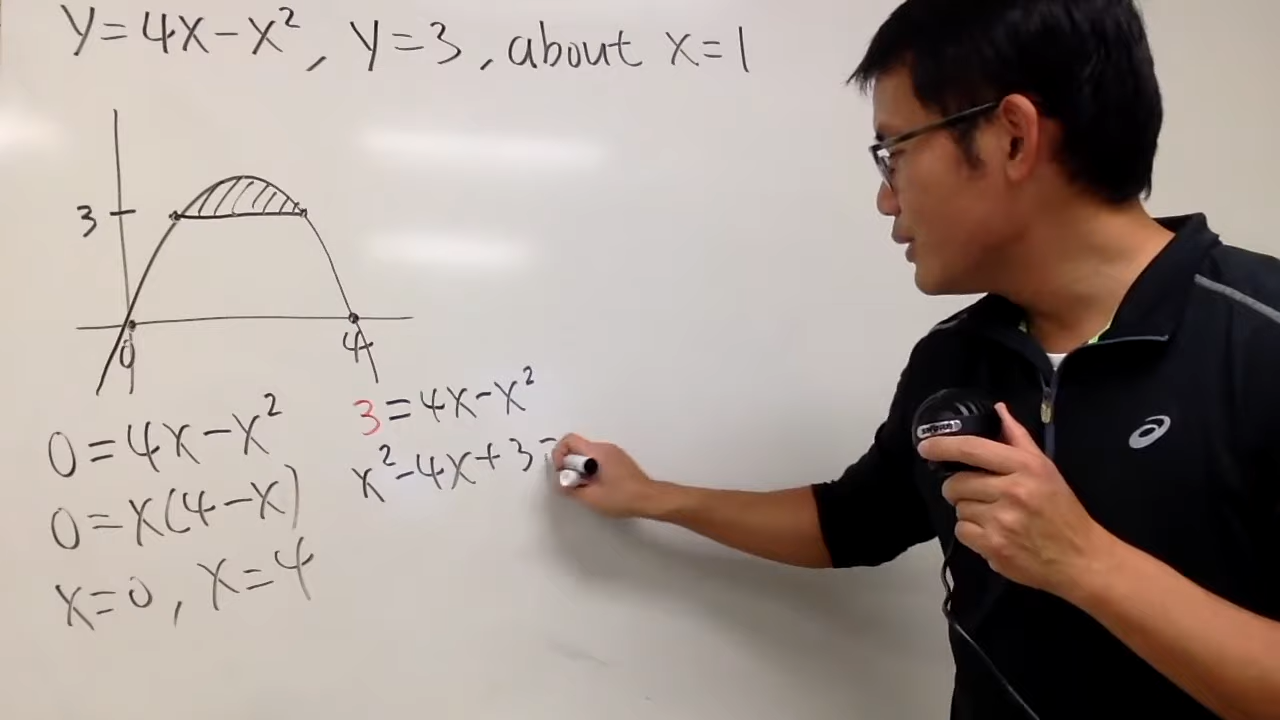 y=4x-x², y=3, about x=1
3
0 4
0=4x-x²
0=x(4-x)
x=0, x=4
3=4x-x²
x²-4x+3=